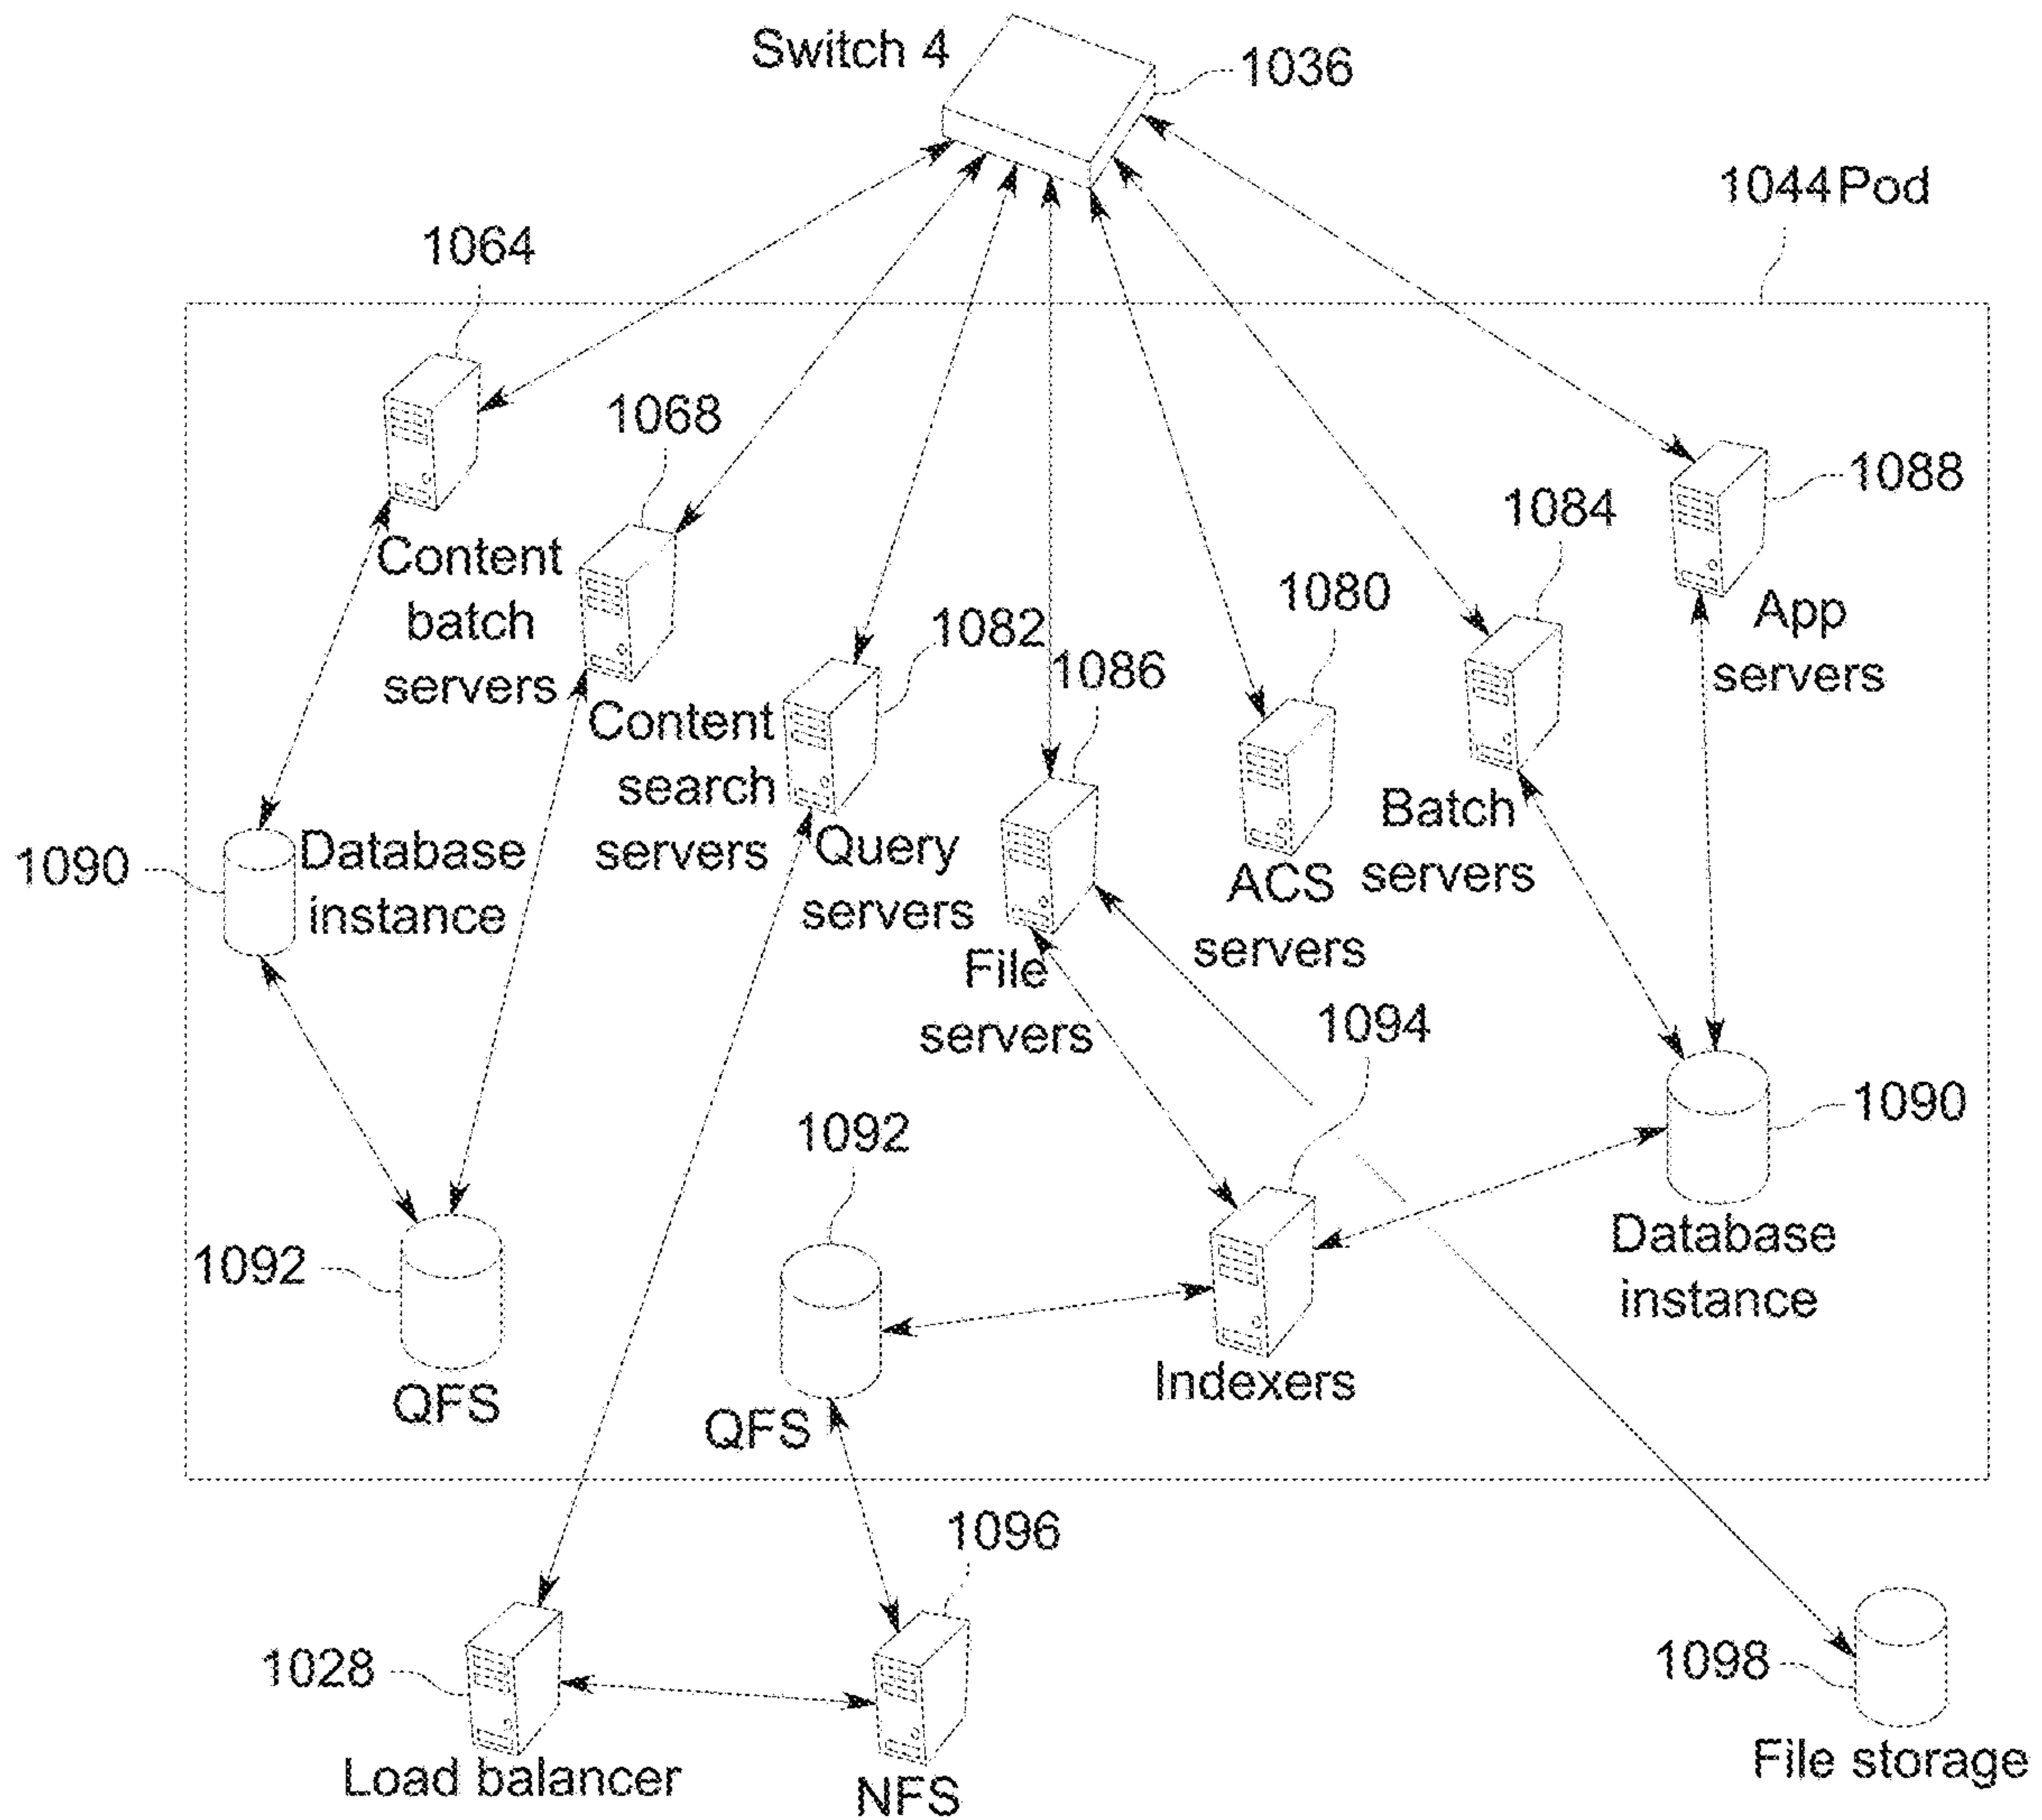 Switch 4
1036
1044 Pod
1064
1068
1088
1084
Content
batch
servers
1080
1082
App
servers
1086
Content
search
servers
Batch
servers
1090
Database
instance
Query
servers
ACS
servers
File
servers
1094
1090
1092
1092
Database
instance
QFS
Indexers
QFS
1096
1028
1098
Load balancer
NFS
File storage